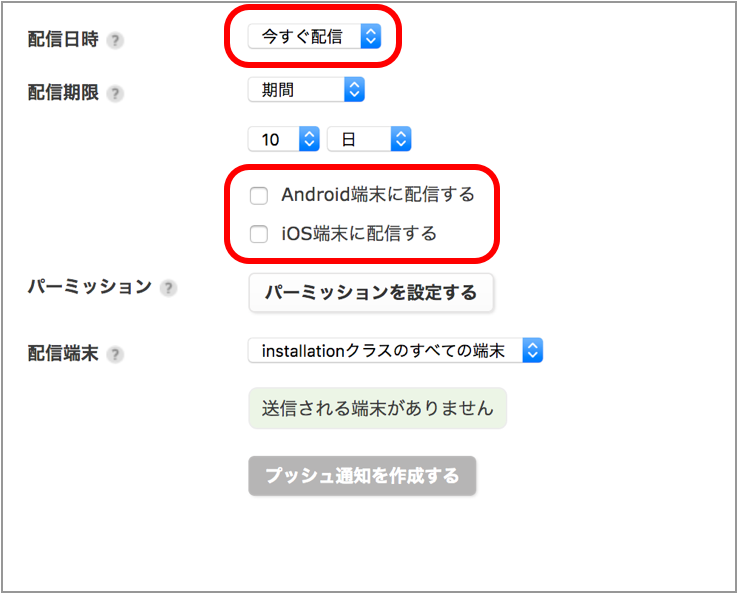 配信日時 ? 今すぐ配信
配信期限 ? 期間
10 日
Android端末に配信する
iOS端末に配信する
パーミッション ? パーミッションを設定する
配信端末 ? installationクラスのすべての端末
送信される端末がありません
プッシュ通知を作成する